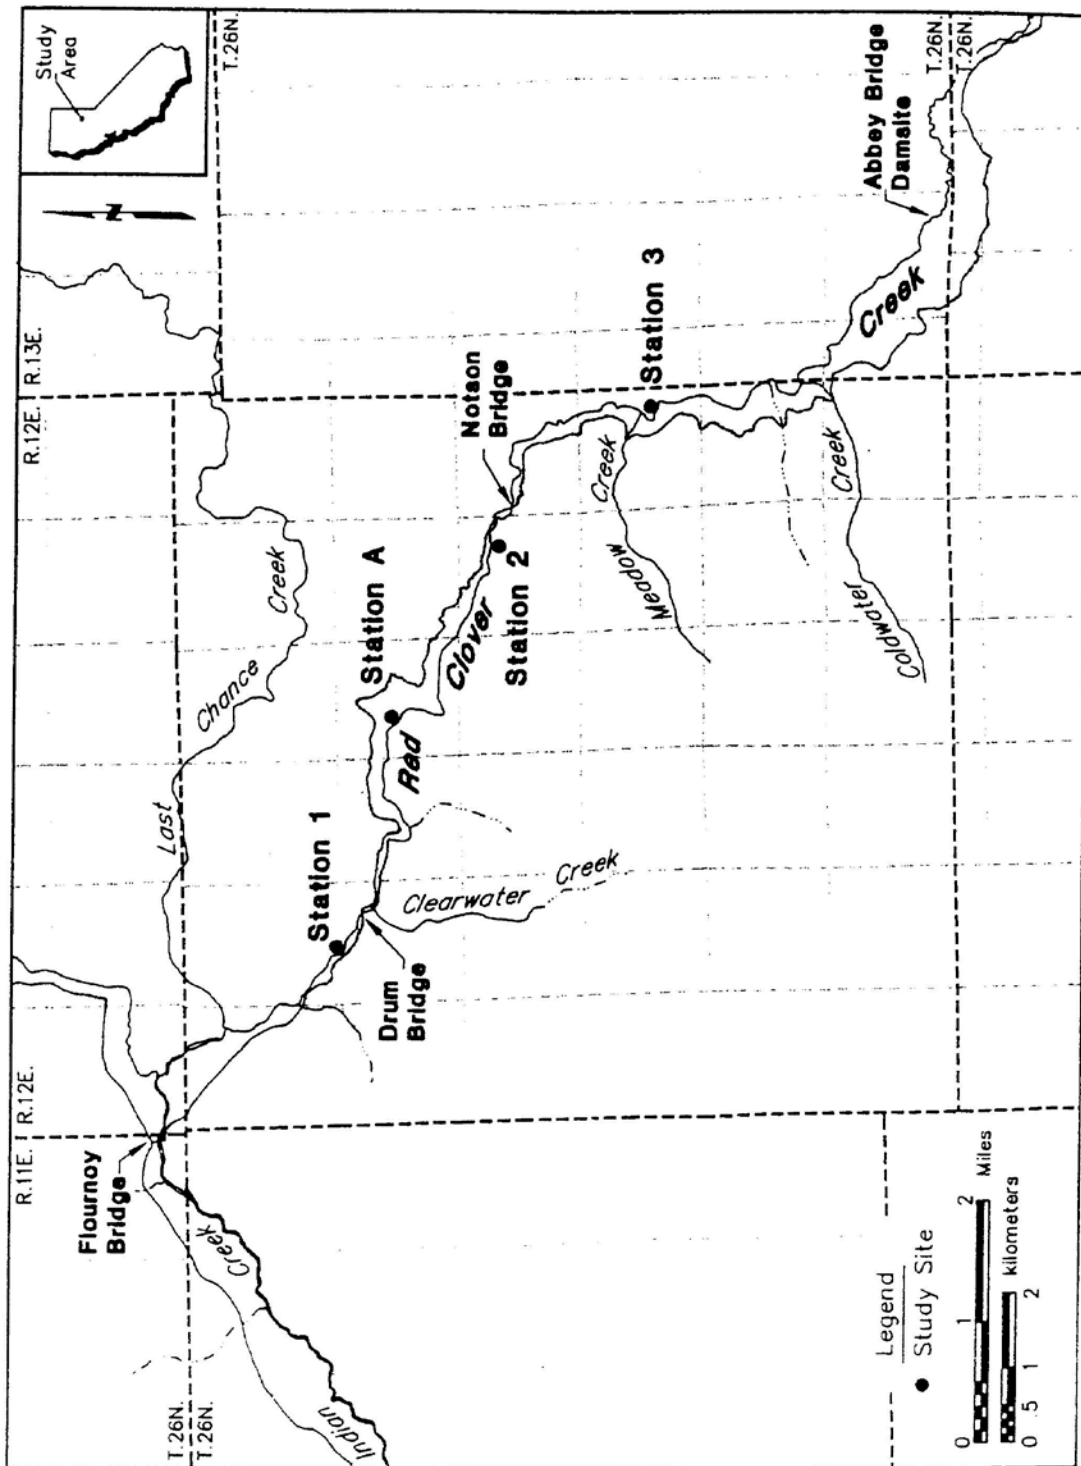 R.11E.
R.12E.
R.12E.
R.13E.
Study
Area
N
T.26N.
T.26N.
T.26N.
T.26N.
T.26N.
Flournoy
Bridge
Indian
Creek
Last
Chance
Creek
Station 1
Drum
Bridge
Clearwater
Creek
Station A
Red
Clover
Creek
Station 2
Notson
Bridge
Station 3
Meadow
Creek
Coldwater
Creek
Abbey Bridge
Damsite
Legend
Study Site
0
1
2
Miles
0
.5
1
2
kilometers